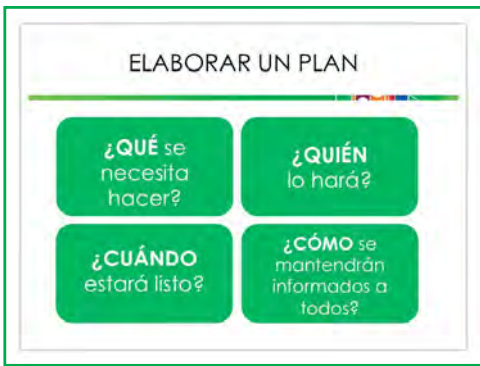 ELABORAR UN PLAN
¿QUÉ se
necesita
hacer?
¿QUIÉN
lo hará?
¿CUÁNDO
estará listo?
¿CÓMO se
mantendrán
informados a
todos?